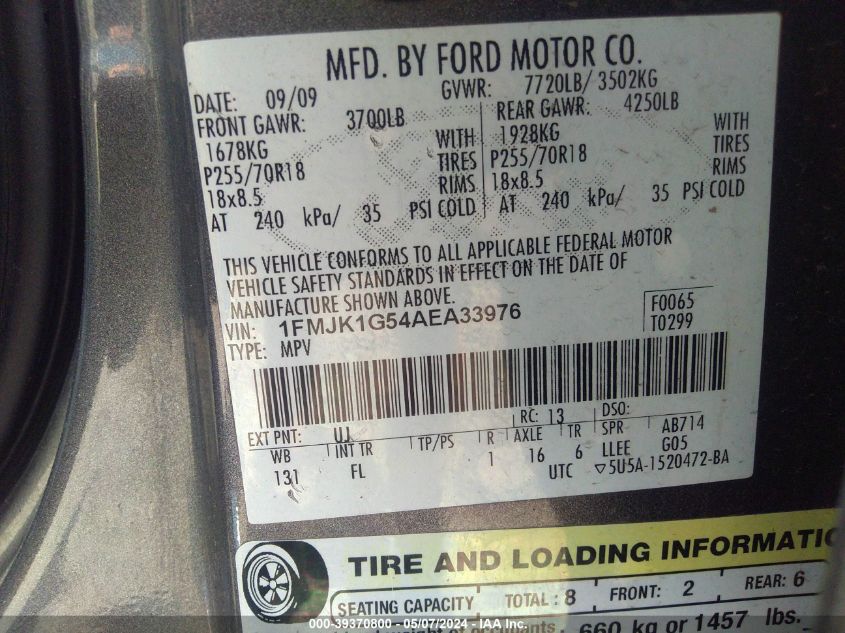 MFD. BY FORD MOTOR CO.
DATE: 09/09 GVWR: 7720LB/ 3502KG
FRONT GAWR: 3700LB REAR GAWR: 4250LB
1678KG WITH 1928KG WITH
P255/70R18 TIRES P255/70R18 TIRES
18x8.5 RIMS 18x8.5 RIMS
AT 240 kPa/ 35 PSI COLD AT 240 kPa/ 35 PSI COLD
THIS VEHICLE CONFORMS TO ALL APPLICABLE FEDERAL MOTOR
VEHICLE SAFETY STANDARDS IN EFFECT ON THE DATE OF
MANUFACTURE SHOWN ABOVE.
VIN: 1FMJK1G54AEA33976
TYPE: MPV
F0065
T0299
EXT PNT: UJ RC: 13 DSO:
WB INT TR TP/PS R AXLE TR SPR AB714
131 FL 1 16 6 LLEE G05
UTC ▽5U5A-1520472-BA
TIRE AND LOADING INFORMATIO
SEATING CAPACITY TOTAL : 8 FRONT: 2 REAR: 6
of occupants 660 kg or 1457 lbs.
000-39370800 - 05/07/2024 - IAA Inc.